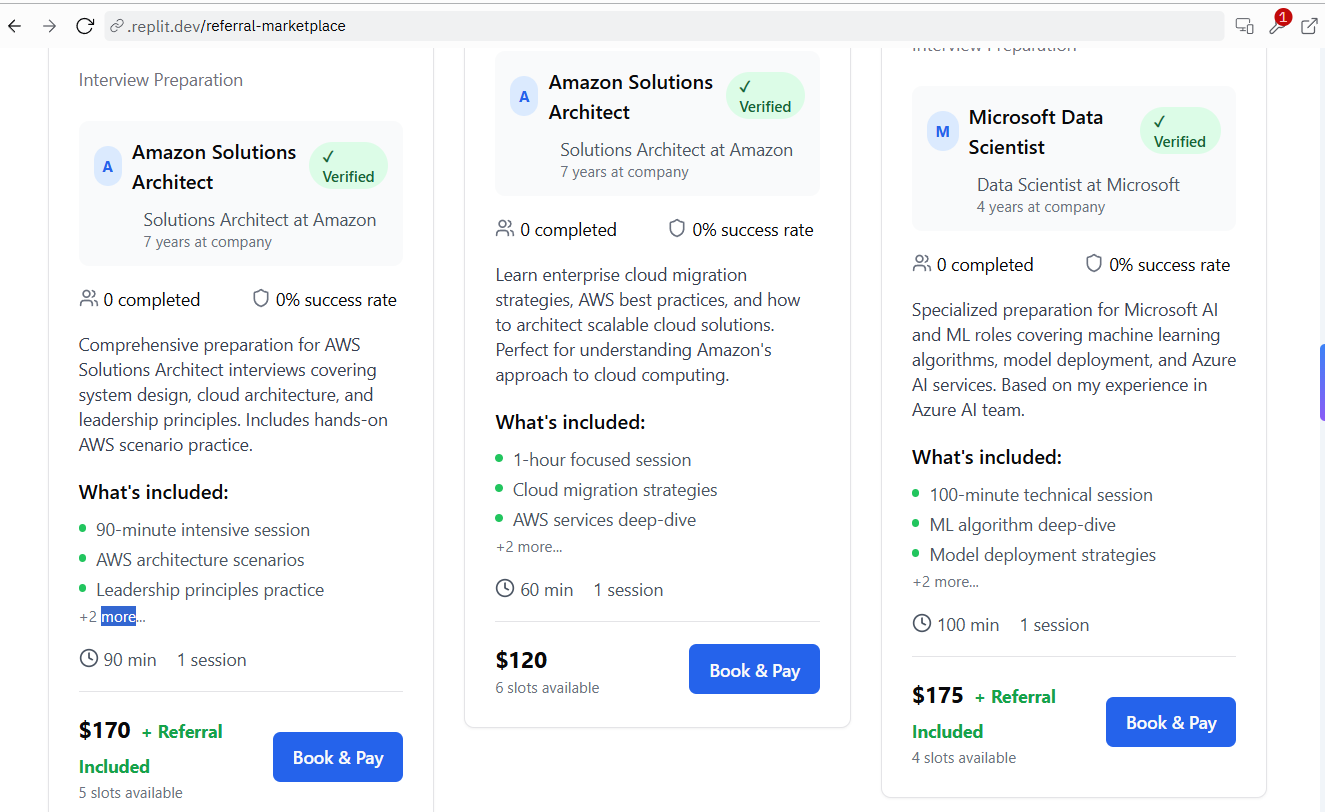 .replit.dev/referral-marketplace
1
Interview Preparation
A
Amazon Solutions
Architect
✓
Verified
Solutions Architect at Amazon
7 years at company
0 completed
0% success rate
Comprehensive preparation for AWS
Solutions Architect interviews covering
system design, cloud architecture, and
leadership principles. Includes hands-on
AWS scenario practice.
What's included:
90-minute intensive session
AWS architecture scenarios
Leadership principles practice
+2 more...
90 min 1 session
$170 + Referral
Included
5 slots available
Book & Pay
A
Amazon Solutions
Architect
✓
Verified
Solutions Architect at Amazon
7 years at company
0 completed
0% success rate
Learn enterprise cloud migration
strategies, AWS best practices, and how
to architect scalable cloud solutions.
Perfect for understanding Amazon's
approach to cloud computing.
What's included:
1-hour focused session
Cloud migration strategies
AWS services deep-dive
+2 more...
60 min 1 session
$120
6 slots available
Book & Pay
Interview Preparation
M
Microsoft Data
Scientist
✓
Verified
Data Scientist at Microsoft
4 years at company
0 completed
0% success rate
Specialized preparation for Microsoft AI
and ML roles covering machine learning
algorithms, model deployment, and Azure
AI services. Based on my experience in
Azure AI team.
What's included:
100-minute technical session
ML algorithm deep-dive
Model deployment strategies
+2 more...
100 min 1 session
$175 + Referral
Included
4 slots available
Book & Pay